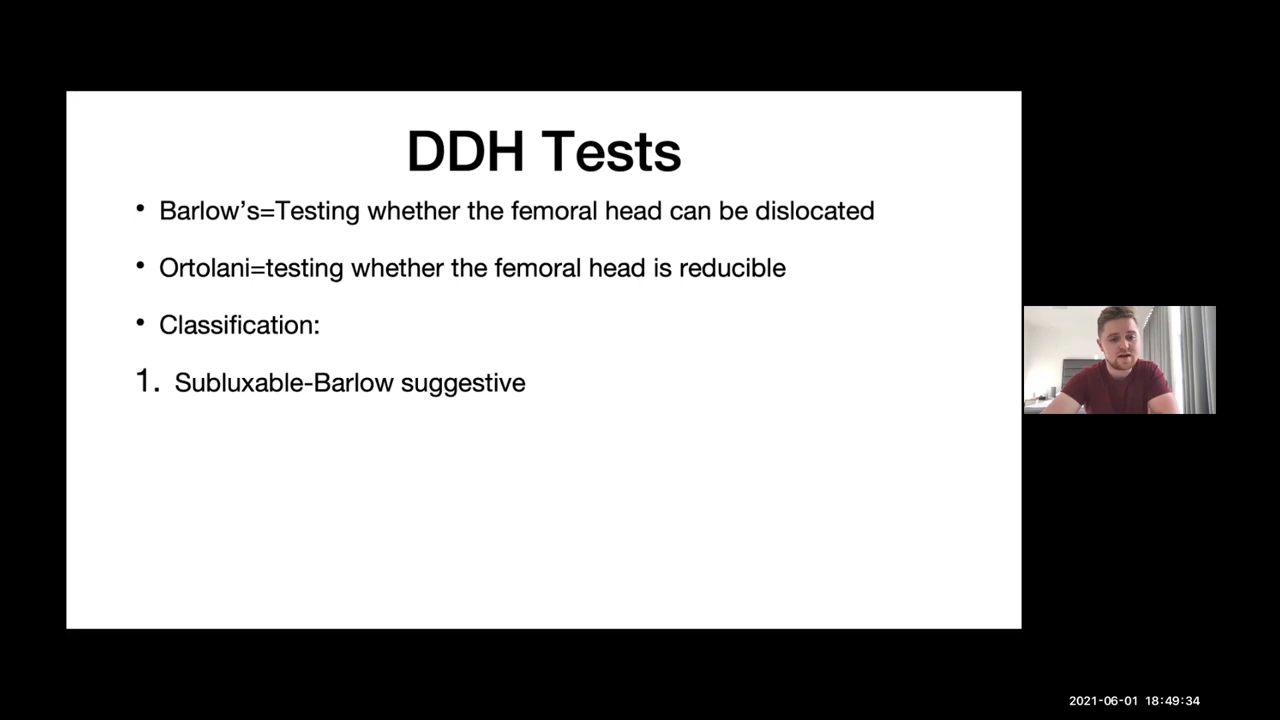 DDH Tests
• Barlow’s=Testing whether the femoral head can be dislocated
• Ortolani=testing whether the femoral head is reducible
• Classification:
1. Subluxable-Barlow suggestive
2021-06-01 18:49:34